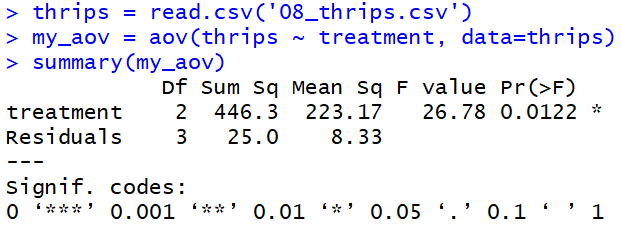 > thrips = read.csv('08_thrips.csv')
> my_aov = aov(thrips ~ treatment, data=thrips)
> summary(my_aov)
            Df Sum Sq Mean Sq F value Pr(>F)
treatment    2  446.3  223.17   26.78 0.0122 *
Residuals    3   25.0    8.33
---
Signif. codes:
0 ‘***’ 0.001 ‘**’ 0.01 ‘*’ 0.05 ‘.’ 0.1 ‘ ’ 1